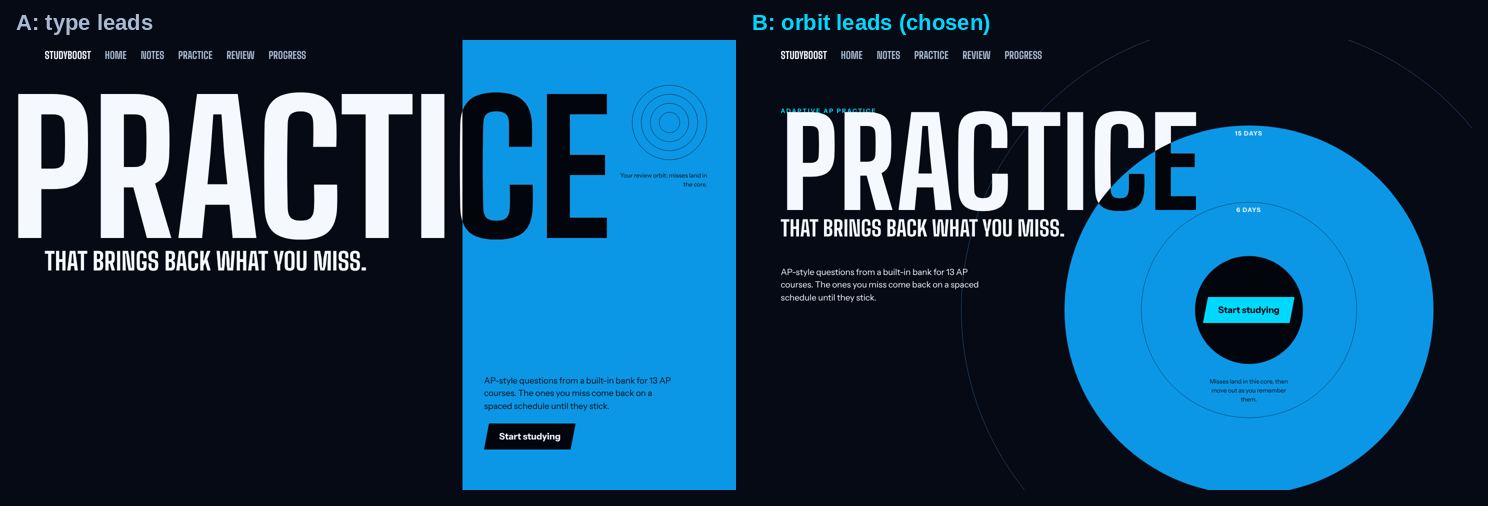 A: type leads
STUDYBOOST HOME NOTES PRACTICE REVIEW PROGRESS
PRACTICE
Your review orbit: misses land in
the core.
THAT BRINGS BACK WHAT YOU MISS.
AP-style questions from a built-in bank for 13 AP
courses. The ones you miss come back on a
spaced schedule until they stick.
Start studying
B: orbit leads (chosen)
STUDYBOOST HOME NOTES PRACTICE REVIEW PROGRESS
ADAPTIVE AP PRACTICE
PRACTICE
THAT BRINGS BACK WHAT YOU MISS.
AP-style questions from a built-in bank for 13 AP
courses. The ones you miss come back on a spaced
schedule until they stick.
15 DAYS
6 DAYS
Start studying
Misses land in this core, then
move out as you remember
them.